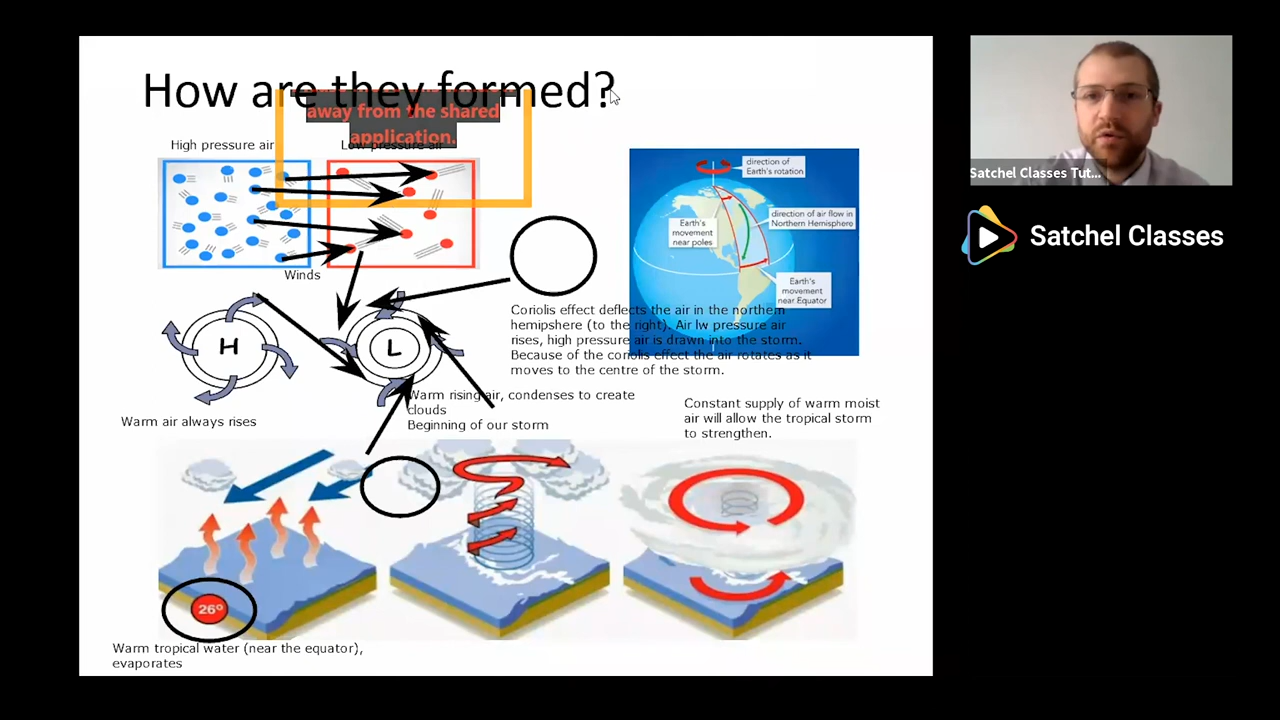 How are they formed?
away from the shared
application.
High pressure air
Low pressure air
Winds
direction of
Earth's rotation
Earth's
movement
near poles
direction of air flow in
Northern Hemisphere
Earth's
movement
near Equator
H
L
Coriolis effect deflects the air in the northern
hemipshere (to the right). Air lw pressure air
rises, high pressure air is drawn into the storm.
Because of the coriolis effect the air rotates as it
moves to the centre of the storm.
Warm air always rises
Warm rising air, condenses to create
clouds
Beginning of our storm
Constant supply of warm moist
air will allow the tropical storm
to strengthen.
26°
Warm tropical water (near the equator),
evaporates
Satchel Classes Tut...
Satchel Classes